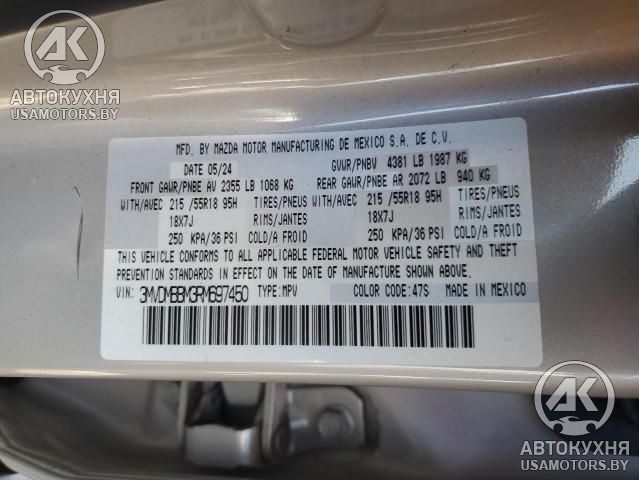 АК
АВТОКУХНЯ
USAMOTORS.BY
MFD. BY MAZDA MOTOR MANUFACTURING DE MEXICO S.A. DE C.V.
DATE 05/24 GVWR/PNBV 4381 LB 1987 KG
FRONT GAWR/PNBE AV 2355 LB 1068 KG REAR GAWR/PNBE AR 2072 LB 940 KG
WITH/AVEC 215 /55R18 95H TIRES/PNEUS WITH/AVEC 215 /55R18 95H TIRES/PNEUS
18X7J RIMS/JANTES 18X7J RIMS/JANTES
250 KPA/36 PSI COLD/A FROID 250 KPA/36 PSI COLD/A FROID
THIS VEHICLE CONFORMS TO ALL APPLICABLE FEDERAL MOTOR VEHICLE SAFETY AND THEFT
PREVENTION STANDARDS IN EFFECT ON THE DATE OF MANUFACTURE SHOWN ABOVE.
VIN: 3MVDMBBM3RM697450 TYPE:MPV COLOR CODE:47S MADE IN MEXICO
АК
АВТОКУХНЯ
USAMOTORS.BY